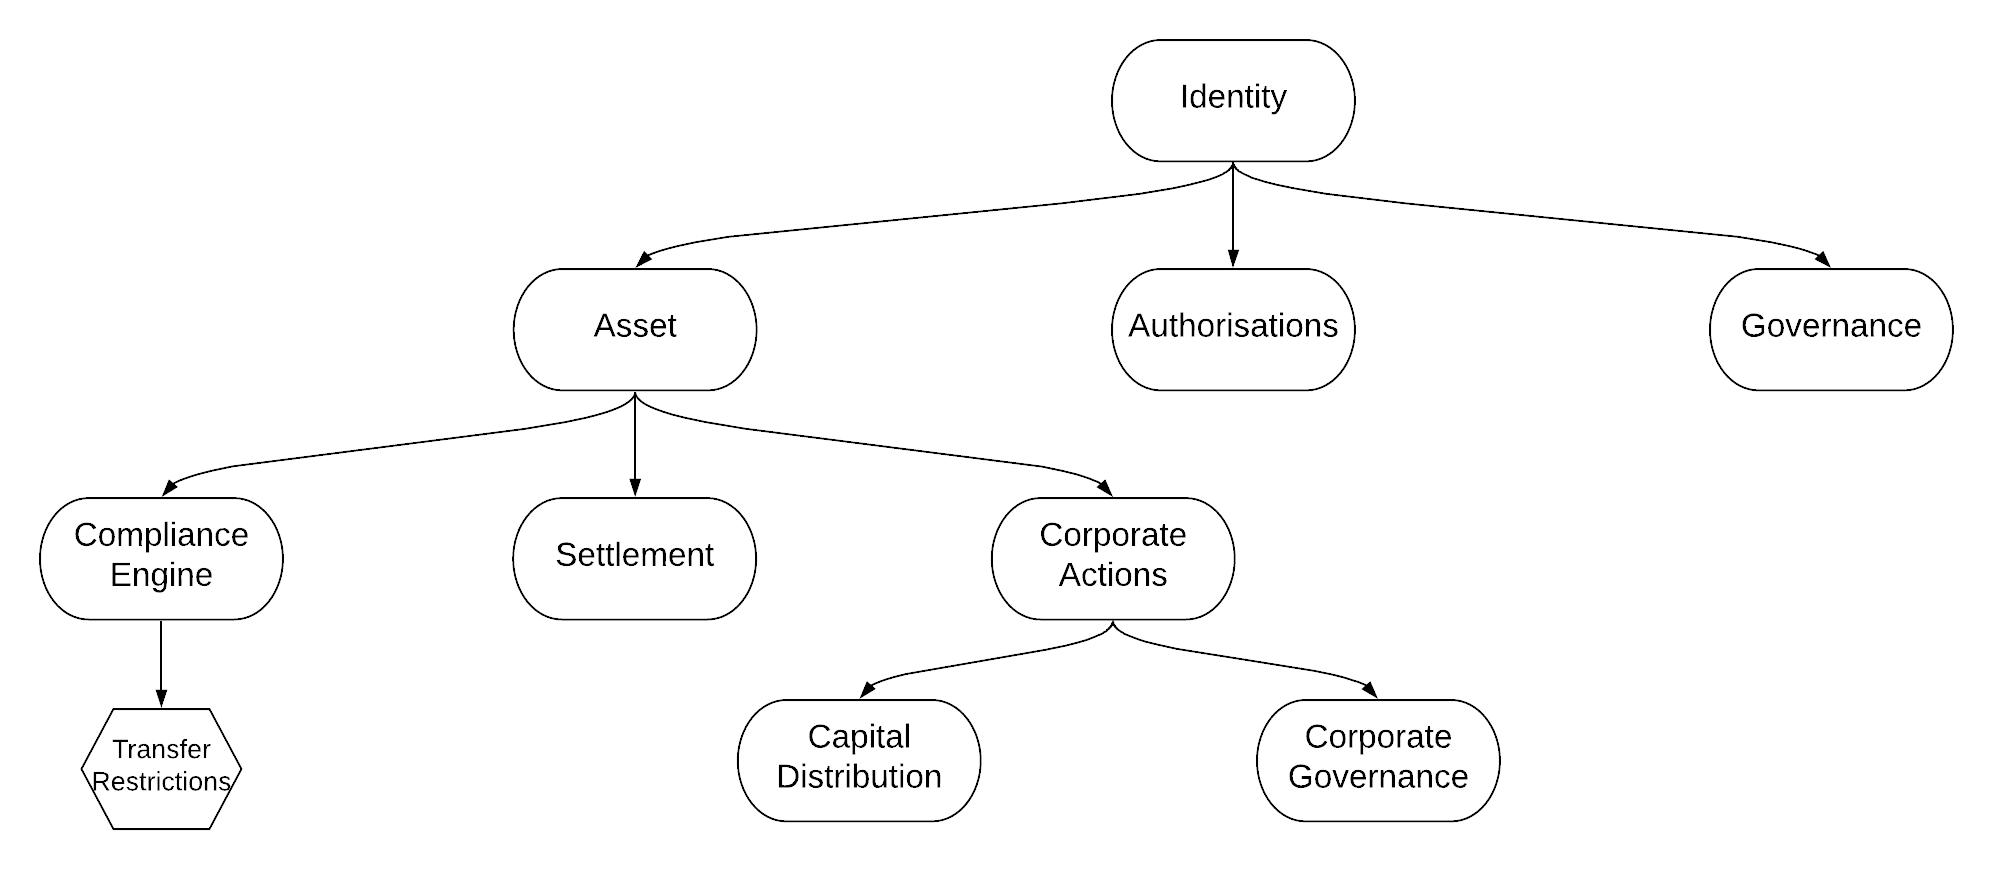 Identity
Asset
Authorisations
Governance
Compliance
Engine
Settlement
Corporate
Actions
Transfer
Restrictions
Capital
Distribution
Corporate
Governance